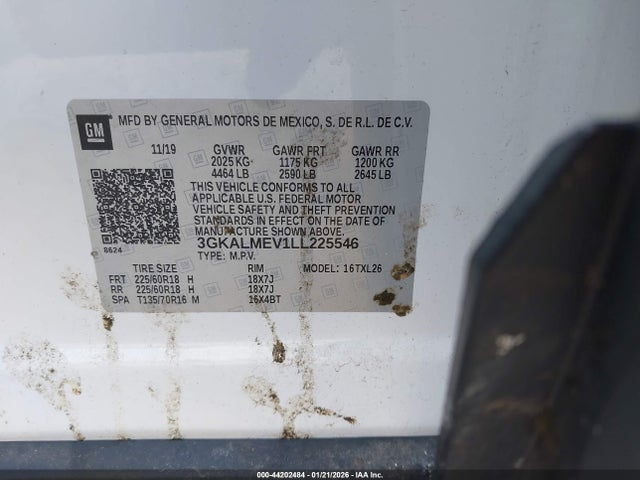 GM
MFD BY GENERAL MOTORS DE MEXICO, S. DE R.L. DE C.V.
11/19 GVWR GAWR FRT GAWR RR
2025 KG 1175 KG 1200 KG
4464 LB 2590 LB 2645 LB
THIS VEHICLE CONFORMS TO ALL
APPLICABLE U.S. FEDERAL MOTOR
VEHICLE SAFETY AND THEFT PREVENTION
STANDARDS IN EFFECT ON THE DATE OF
MANUFACTURE SHOWN ABOVE.
8624 3GKALMEV1LL225546
TYPE: M.P.V.
TIRE SIZE RIM MODEL: 16TXL26
FRT 225/60R18 H 18X7J
RR 225/60R18 H 18X7J
SPA T135/70R16 M 16X4BT
000-44202484 - 01/21/2026 - IAA Inc.